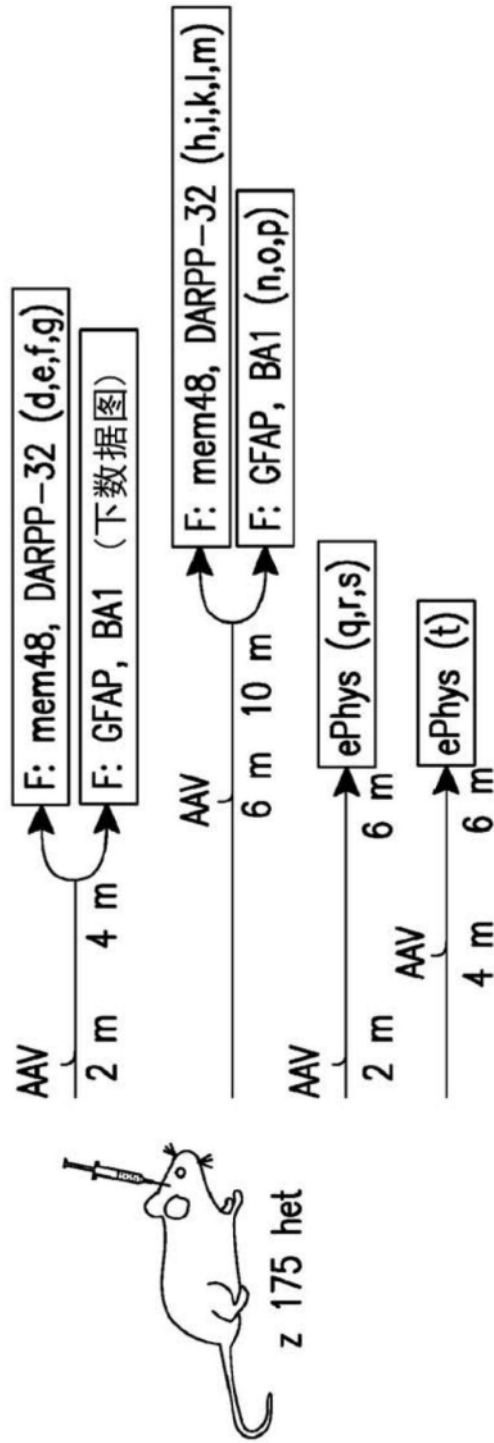 z 175 het
AAV
2 m 4 m
F: mem48, DARPP-32 (d,e,f,g)
F: GFAP, BA1 (下数据图)
AAV
6 m 10 m
F: mem48, DARPP-32 (h,i,k,l,m)
F: GFAP, BA1 (n,o,p)
AAV
2 m 6 m
ePhys (q,r,s)
AAV
4 m 6 m
ePhys (t)